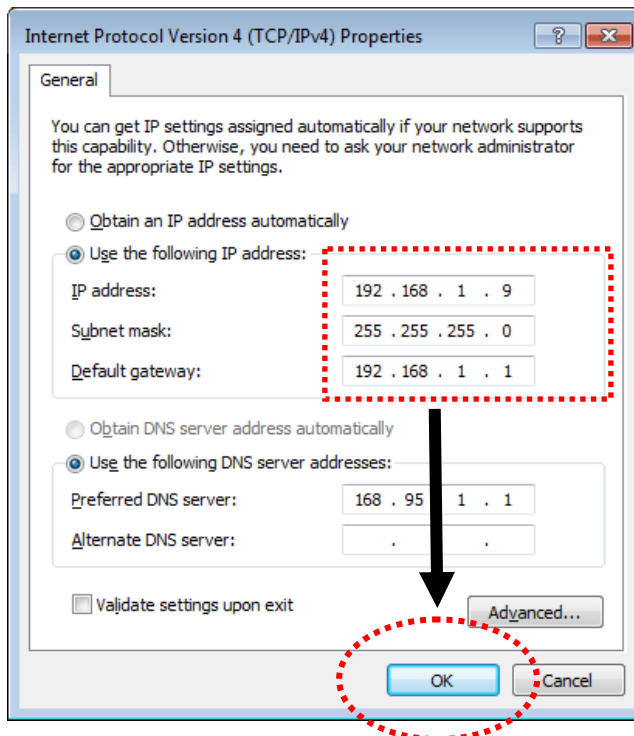 Internet Protocol Version 4 (TCP/IPv4) Properties
General
You can get IP settings assigned automatically if your network supports
this capability. Otherwise, you need to ask your network administrator
for the appropriate IP settings.
Obtain an IP address automatically
Use the following IP address:
IP address: 192 . 168 . 1 . 9
Subnet mask: 255 . 255 . 255 . 0
Default gateway: 192 . 168 . 1 . 1
Obtain DNS server address automatically
Use the following DNS server addresses:
Preferred DNS server: 168 . 95 1 . 1
Alternate DNS server: . .
Validate settings upon exit
Advanced...
OK Cancel